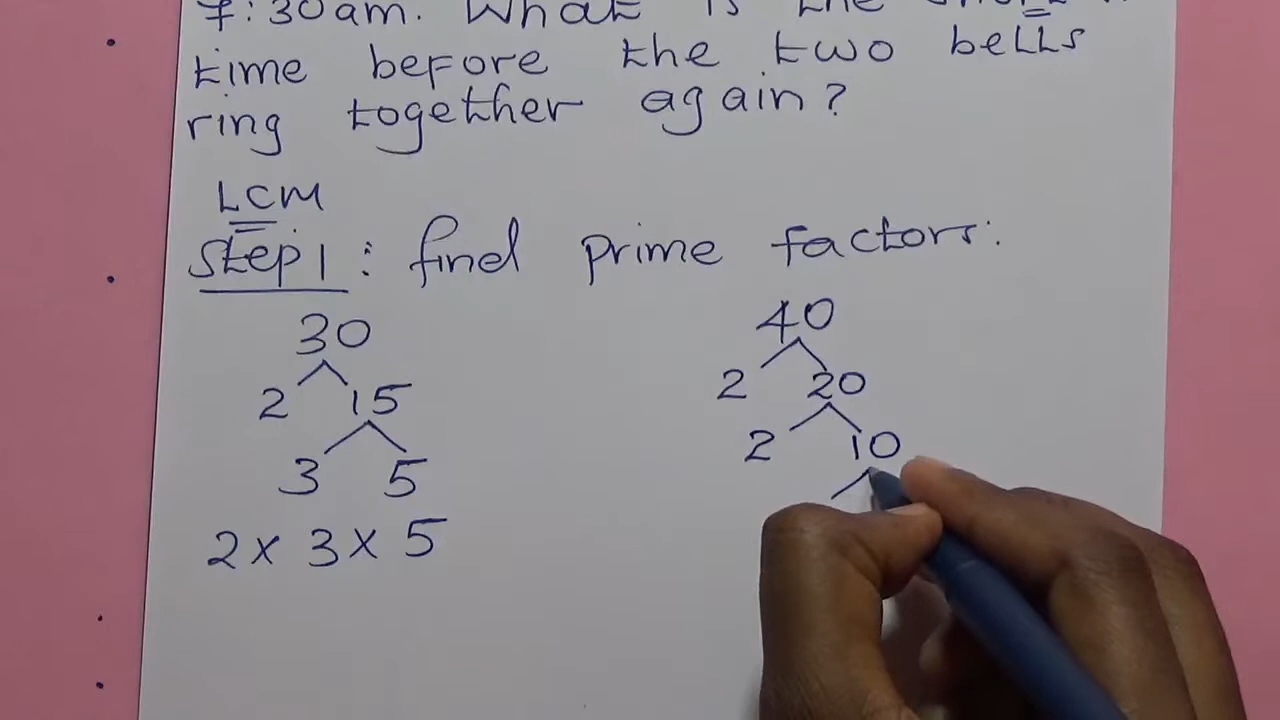 7:30am. What is the
time before the two bells
ring together again?
LCM
Step 1: find prime factors:
30 40
2 15 2 20
3 5 2 10
2 x 3 x 5